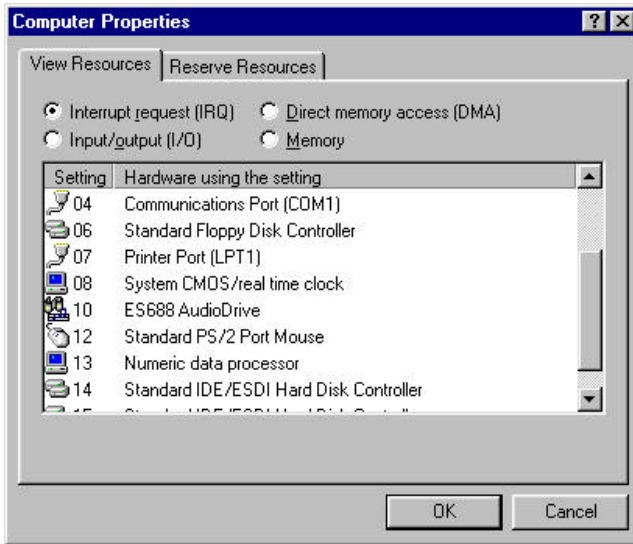 Computer Properties
View Resources Reserve Resources
Interrupt request (IRQ) Direct memory access (DMA)
Input/output (I/O) Memory
Setting Hardware using the setting
04 Communications Port (COM1)
06 Standard Floppy Disk Controller
07 Printer Port (LPT1)
08 System CMOS/real time clock
10 ES688 AudioDrive
12 Standard PS/2 Port Mouse
13 Numeric data processor
14 Standard IDE/ESDI Hard Disk Controller
OK Cancel